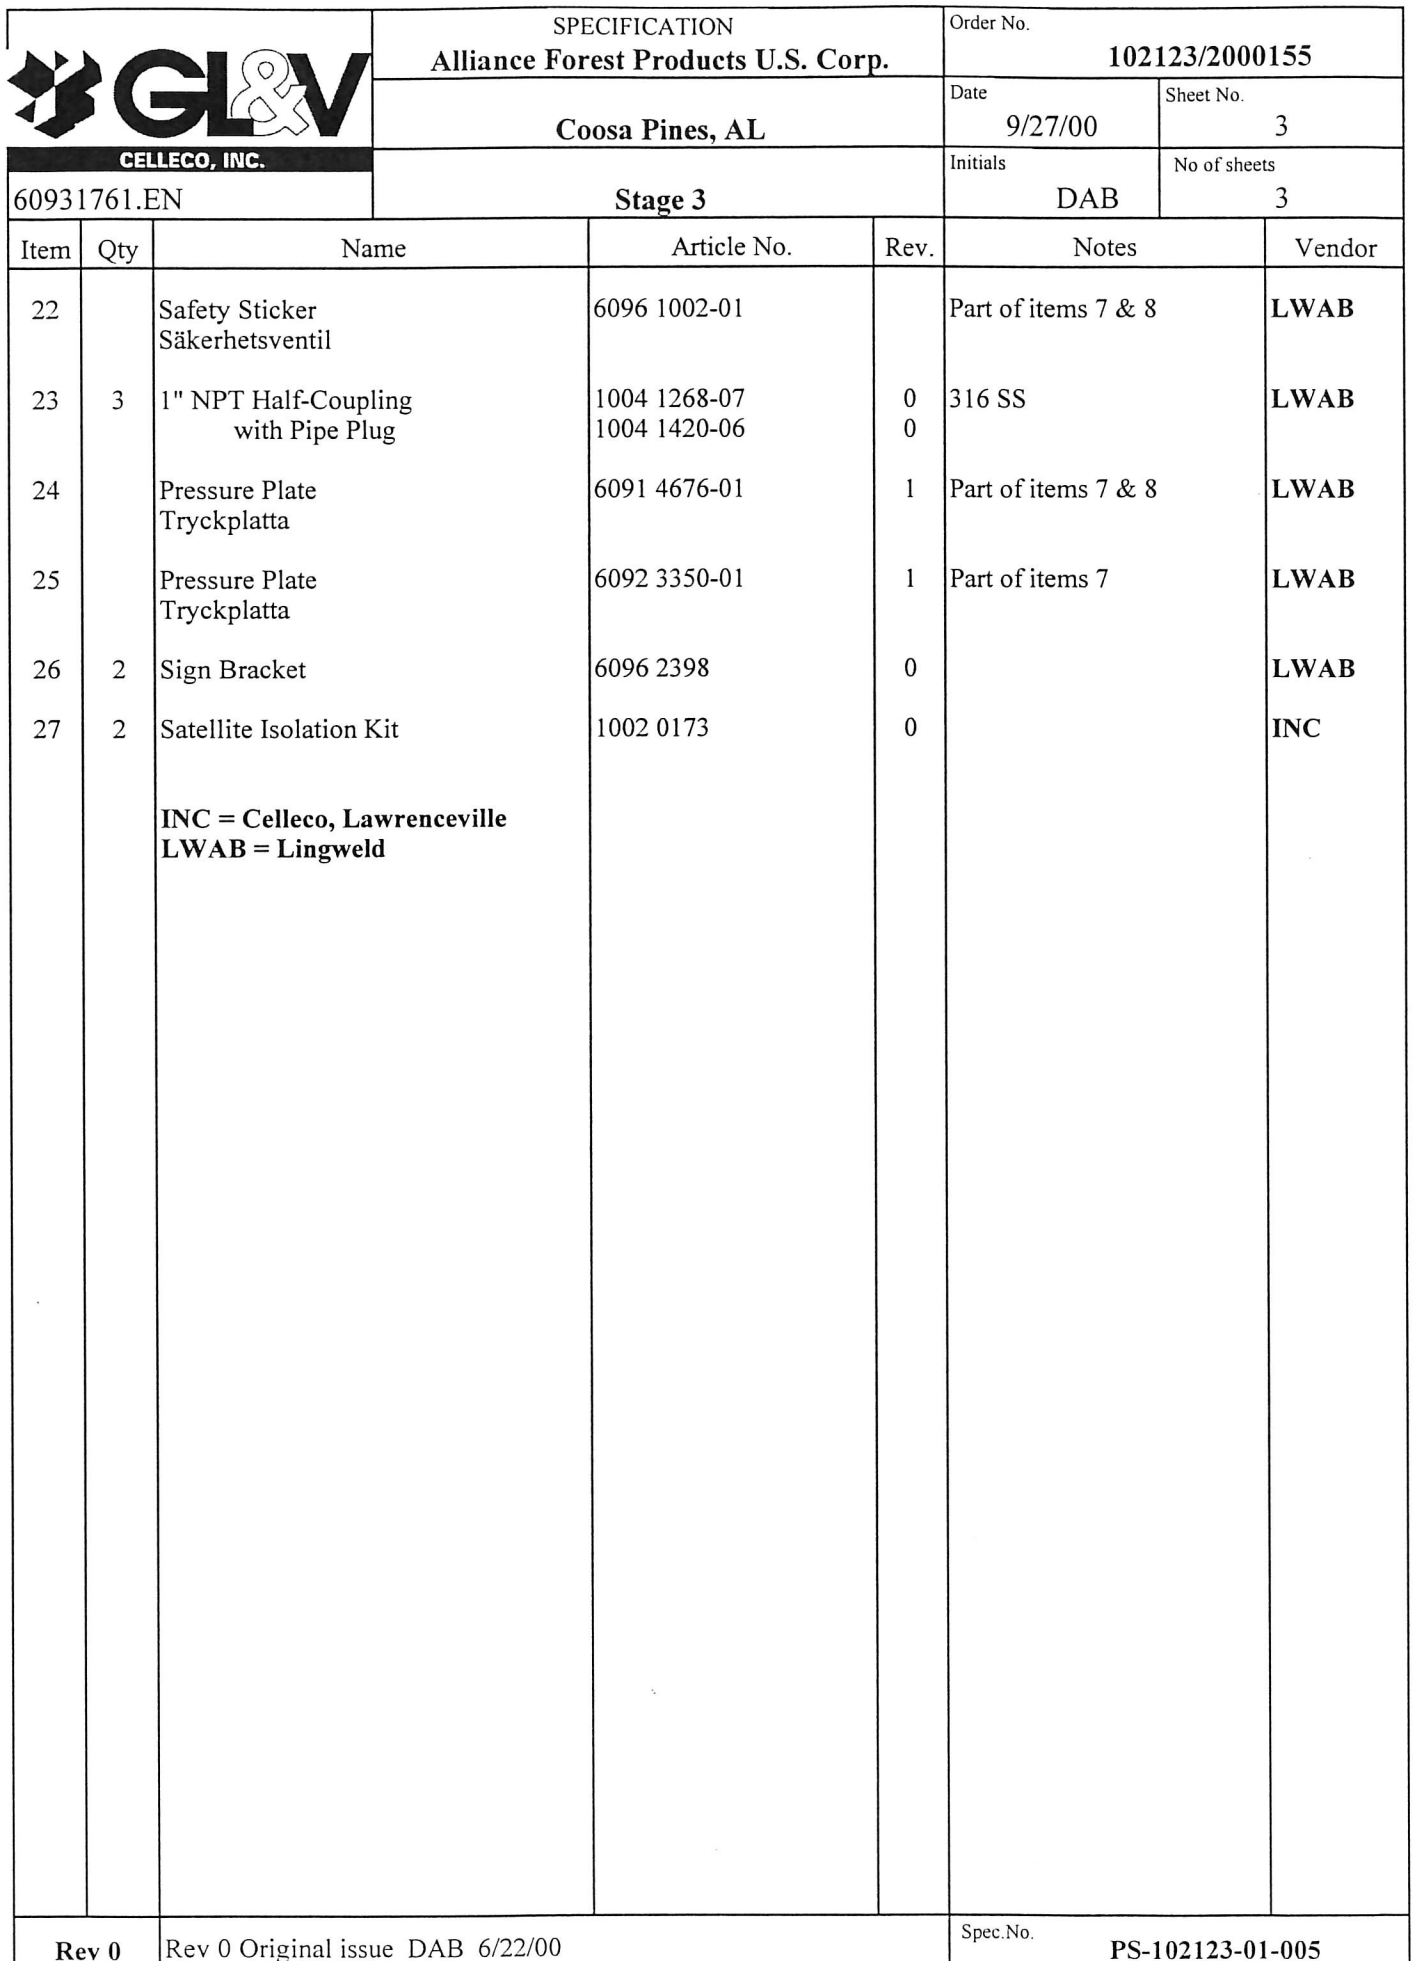 SPECIFICATION
Alliance Forest Products U.S. Corp.
Order No.
102123/2000155
GL&V
CELLECO, INC.
60931761.EN
Coosa Pines, AL
Date
9/27/00
Sheet No.
3
Stage 3
Initials
DAB
No of sheets
3
Item Qty Name Article No. Rev. Notes Vendor
22 Safety Sticker 6096 1002-01 Part of items 7 & 8 LWAB
Säkerhetsventil
23 3 1" NPT Half-Coupling 1004 1268-07 0 316 SS LWAB
with Pipe Plug 1004 1420-06 0
24 Pressure Plate 6091 4676-01 1 Part of items 7 & 8 LWAB
Tryckplatta
25 Pressure Plate 6092 3350-01 1 Part of items 7 LWAB
Tryckplatta
26 2 Sign Bracket 6096 2398 0 LWAB
27 2 Satellite Isolation Kit 1002 0173 0 INC
INC = Celleco, Lawrenceville
LWAB = Lingweld
Rev 0 Rev 0 Original issue DAB 6/22/00
Spec.No.
PS-102123-01-005